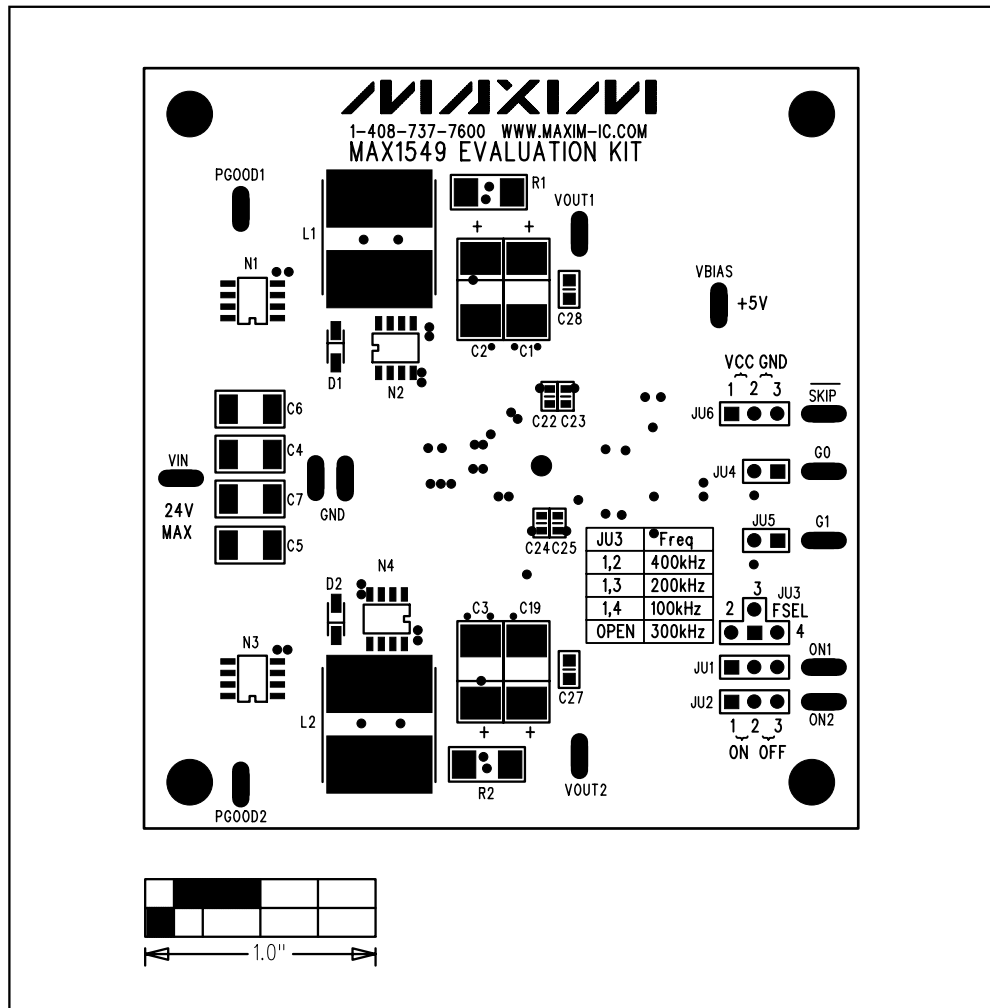 MAXIM
1-408-737-7600 WWW.MAXIM-IC.COM
MAX1549 EVALUATION KIT
PGOOD1
R1
VOUT1
L1
+ +
N1
VBIAS
+5V
C28
C2 C1
D1
N2
VCC GND
1 2 3
SKIP
JU6
C6
C22 C23
C4
VIN
G0
JU4
C7
24V
MAX
GND
JU5
G1
C5
C24 C25
JU3 Freq
1,2 400kHz
1,3 200kHz
1,4 100kHz
OPEN 300kHz
N4
D2
3 JU3
2 FSEL
4
C3 C19
N3
ON1
JU1
C27
JU2
ON2
L2
1 2 3
ON OFF
+ +
R2
VOUT2
PGOOD2
1.0"